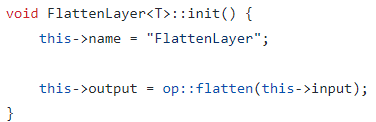 void FlattenLayer<T>::init() {
    this->name = "FlattenLayer";

    this->output = op::flatten(this->input);
}